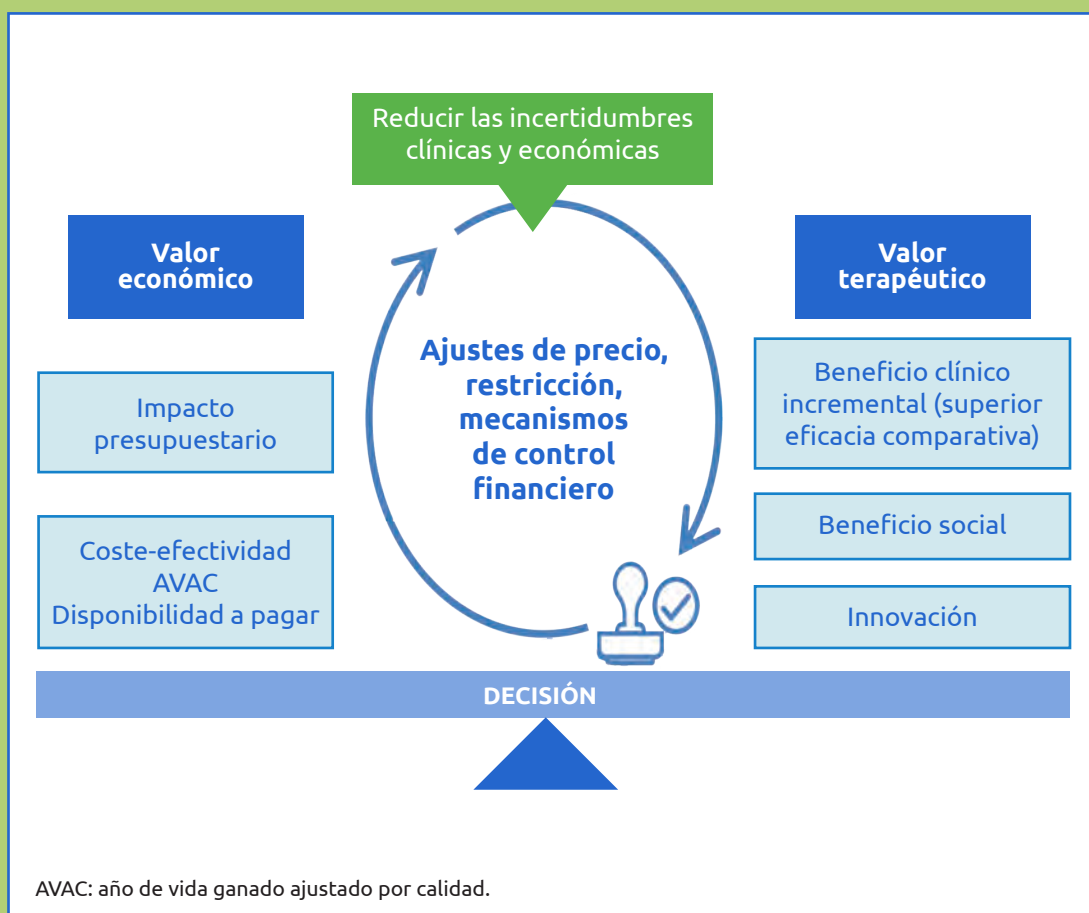 Reducir las incertidumbres
clínicas y económicas
Valor
económico
Impacto
presupuestario
Coste-efectividad
AVAC
Disponibilidad a pagar
Ajustes de precio,
restricción,
mecanismos
de control
financiero
Valor
terapéutico
Beneficio clínico
incremental (superior
eficacia comparativa)
Beneficio social
Innovación
DECISIÓN
AVAC: año de vida ganado ajustado por calidad.